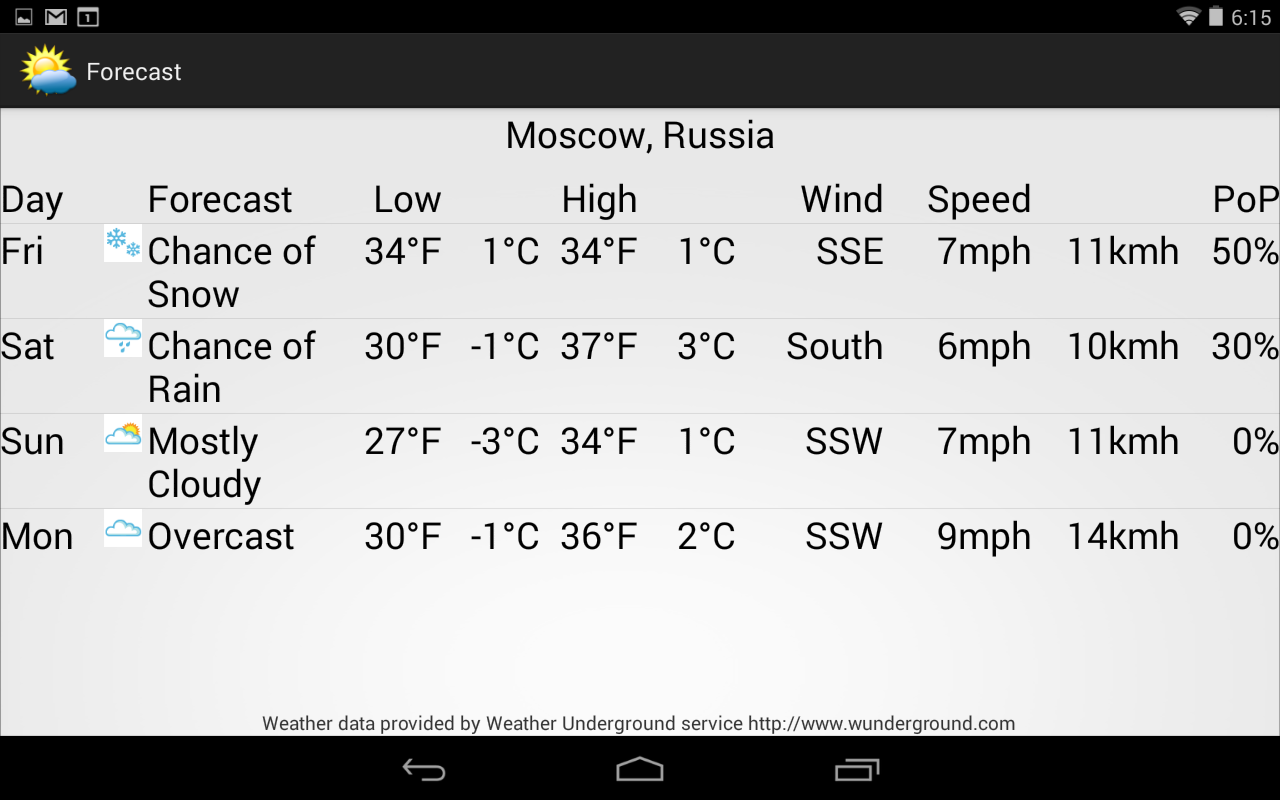 1 6:15
Forecast
Moscow, Russia
Day Forecast Low High Wind Speed PoP
Fri Chance of 34°F 1°C 34°F 1°C SSE 7mph 11kmh 50%
Snow
Sat Chance of 30°F -1°C 37°F 3°C South 6mph 10kmh 30%
Rain
Sun Mostly 27°F -3°C 34°F 1°C SSW 7mph 11kmh 0%
Cloudy
Mon Overcast 30°F -1°C 36°F 2°C SSW 9mph 14kmh 0%
Weather data provided by Weather Underground service http://www.wunderground.com